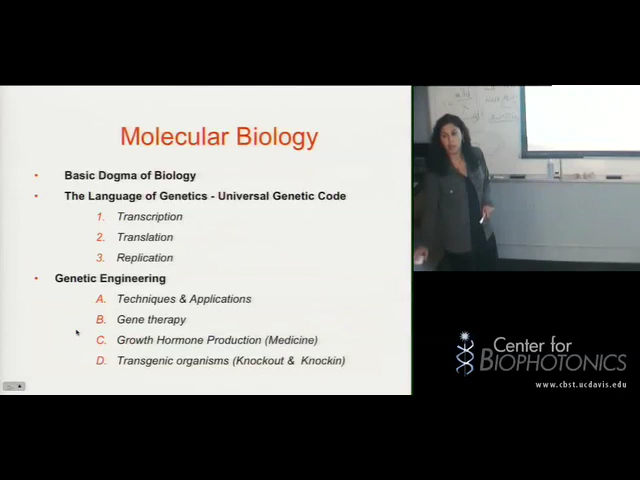 Molecular Biology
• Basic Dogma of Biology
• The Language of Genetics - Universal Genetic Code
1. Transcription
2. Translation
3. Replication
• Genetic Engineering
A. Techniques & Applications
B. Gene therapy
C. Growth Hormone Production (Medicine)
D. Transgenic organisms (Knockout & Knockin)
Center for
BIOPHOTONICS
www.cbst.ucdavis.edu